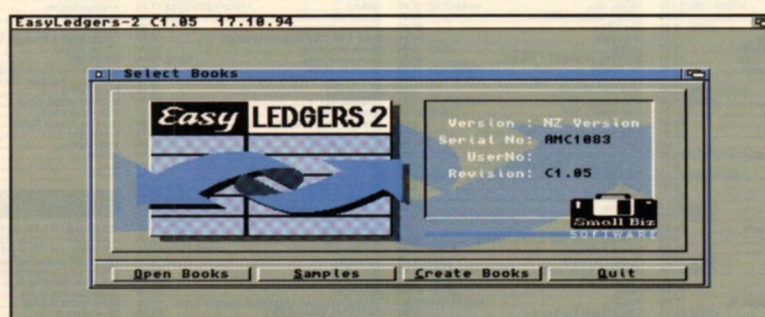 EasyLedgers-2 C1.05 17.10.94
Select Books
Easy LEDGERS 2
Version : NZ Version
Serial No: AMC1083
UserNo:
Revision: C1.05
Small Biz
SOFTWARE
Open Books
Samples
Create Books
Quit